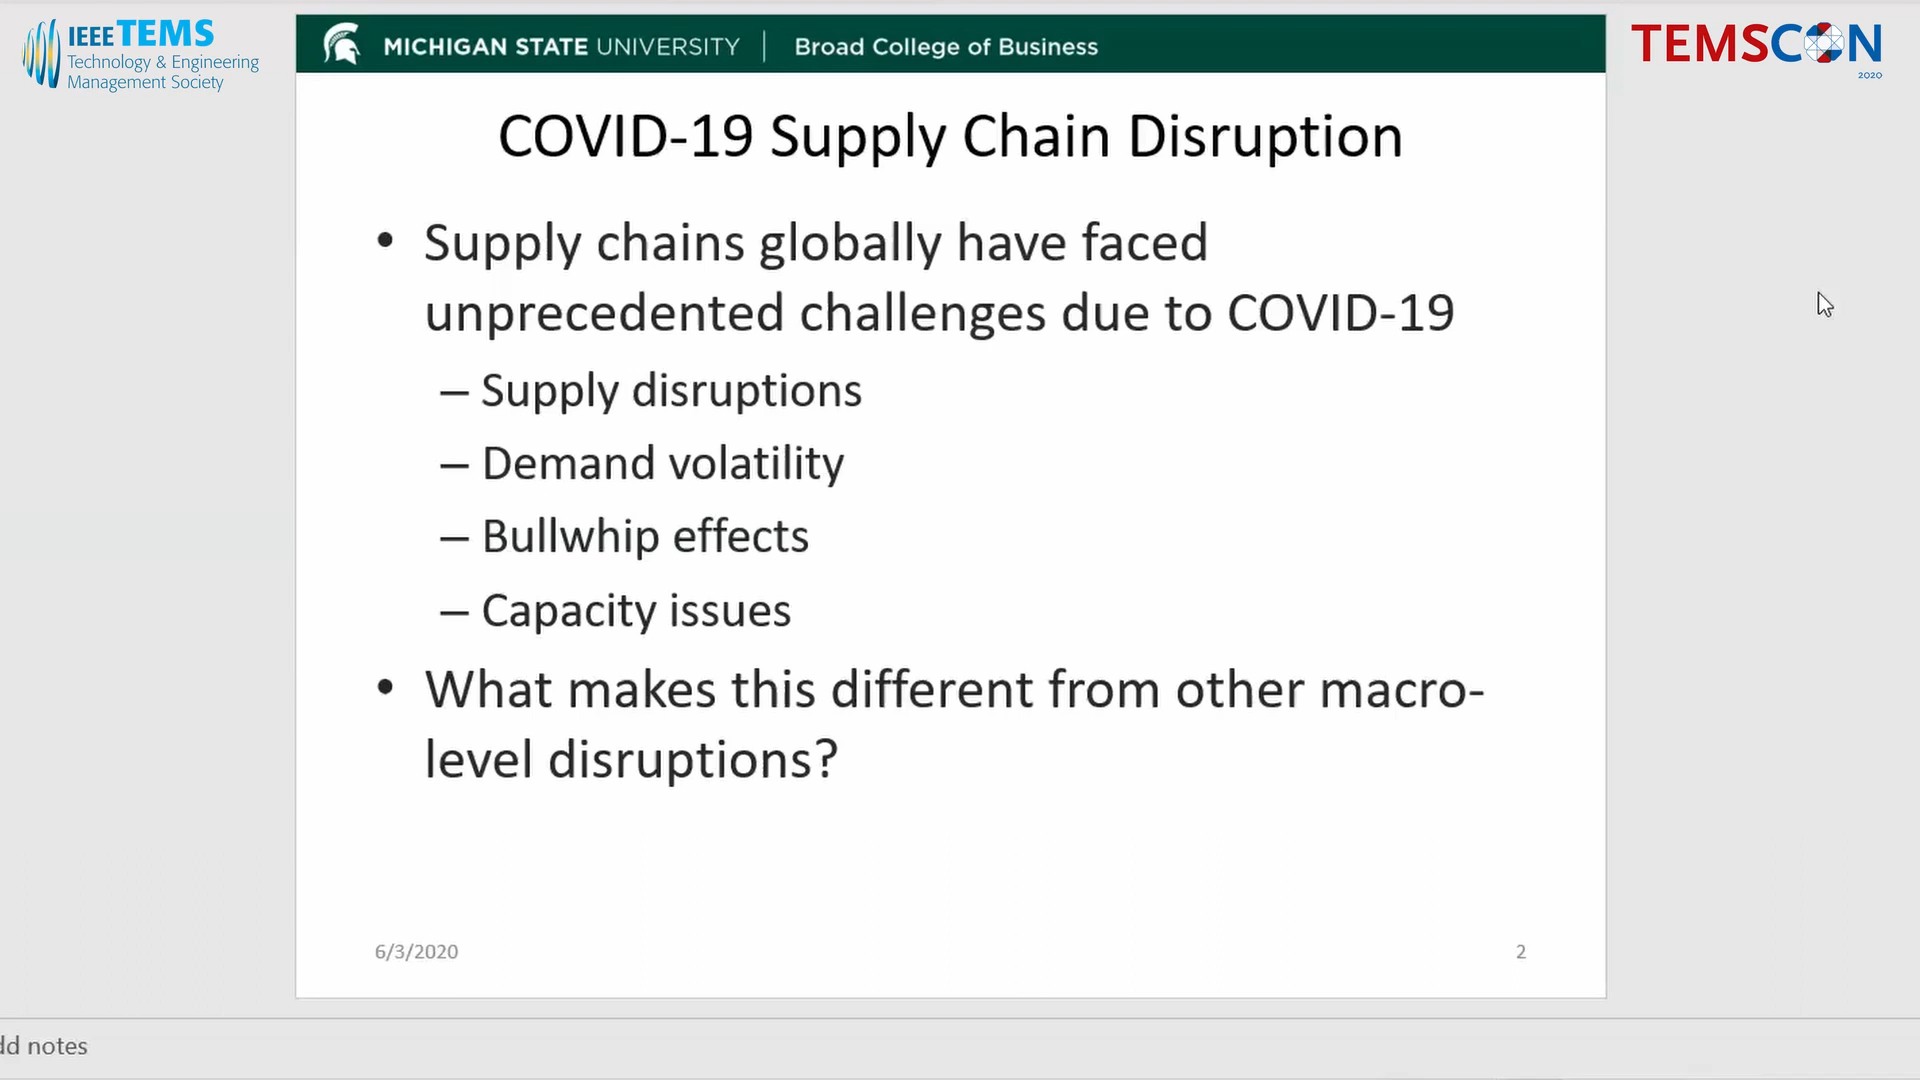 IEEE TEMS
Technology & Engineering
Management Society
MICHIGAN STATE UNIVERSITY | Broad College of Business
TEMSCON
2020
COVID-19 Supply Chain Disruption
• Supply chains globally have faced
unprecedented challenges due to COVID-19
– Supply disruptions
– Demand volatility
– Bullwhip effects
– Capacity issues
• What makes this different from other macro-
level disruptions?
6/3/2020
2
dd notes